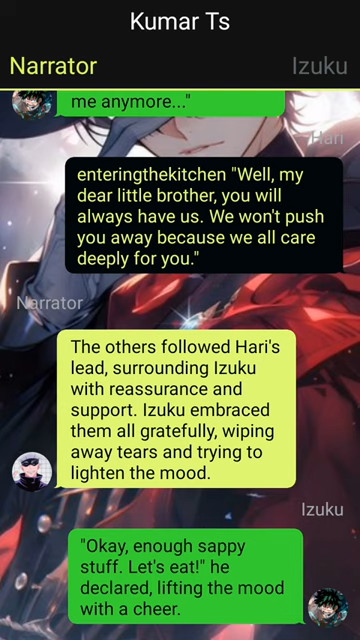 Kumar Ts
Narrator
Izuku
me anymore..."
Hari
enteringthekitchen "Well, my
dear little brother, you will
always have us. We won't push
you away because we all care
deeply for you."
Narrator
The others followed Hari's
lead, surrounding Izuku
with reassurance and
support. Izuku embraced
them all gratefully, wiping
away tears and trying to
lighten the mood.
Izuku
"Okay, enough sappy
stuff. Let's eat!" he
declared, lifting the mood
with a cheer.